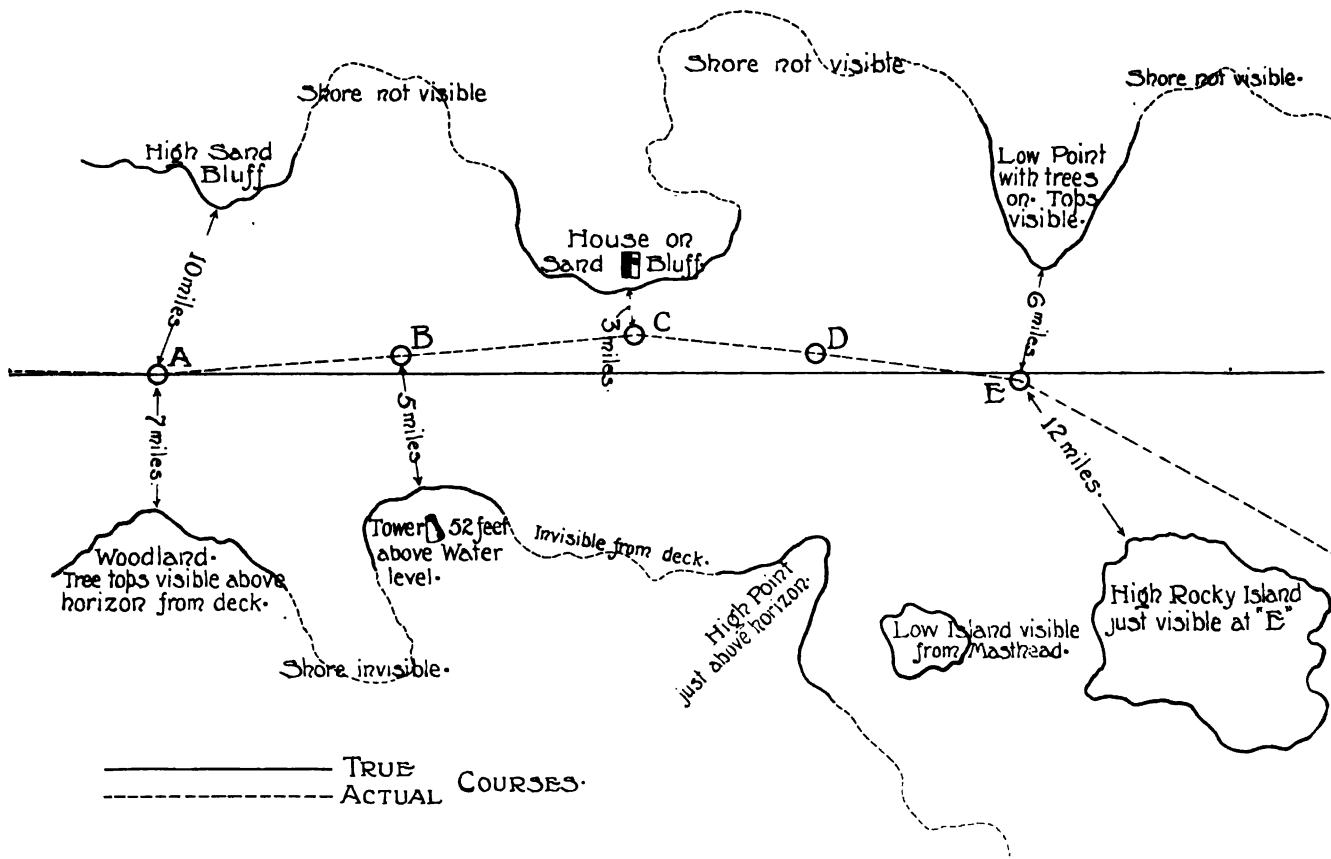 Shore not visible
Shore not visible
Shore not visible.
High Sand
Bluff
Low Point
with trees
on. Tops
visible.
House on
Sand Bluff.
10 miles
3 miles.
6 miles
A
B
C
D
E
7 miles.
5 miles
12 miles.
Woodland.
Tree tops visible above
horizon from deck.
Tower 52 feet
above Water
level.
Invisible from deck.
High Point
just above horizon.
Shore invisible.
Low Island visible
from Masthead.
High Rocky Island
just visible at "E"
TRUE
ACTUAL
COURSES.